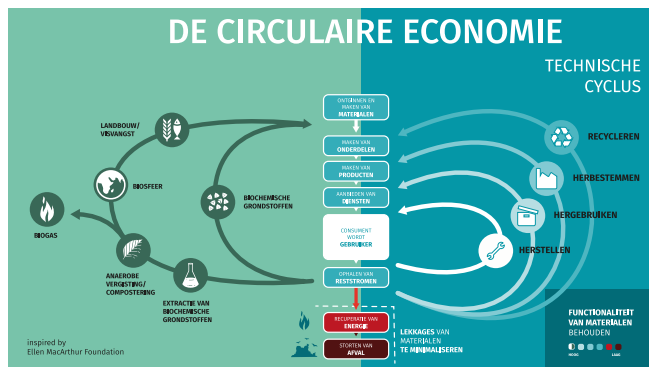 DE CIRCULAIRE ECONOMIE
TECHNISCHE
CYCLUS
ONTGINNEN EN
MAKEN VAN
MATERIALEN
MAKEN VAN
ONDERDELEN
MAKEN VAN
PRODUCTEN
AANBIEDEN VAN
DIENSTEN
CONSUMENT
WORDT
GEBRUIKER
OPHALEN VAN
RESTSTROMEN
RECUPERATIE VAN
ENERGIE
STORTEN VAN
AFVAL
LANDBOUW/
VISVANGST
BIOSFEER
BIOCHEMISCHE
GRONDSTOFFEN
BIOGAS
ANAEROBE
VERGISTING/
COMPOSTERING
EXTRACTIE VAN
BIOCHEMISCHE
GRONDSTOFFEN
RECYCLEREN
HERBESTEMMEN
HERGEBRUIKEN
HERSTELLEN
LEKKAGES VAN
MATERIALEN
TE MINIMALISEREN
FUNCTIONALITEIT
VAN MATERIALEN
BEHOUDEN
HOOG LAAG
inspired by
Ellen MacArthur Foundation